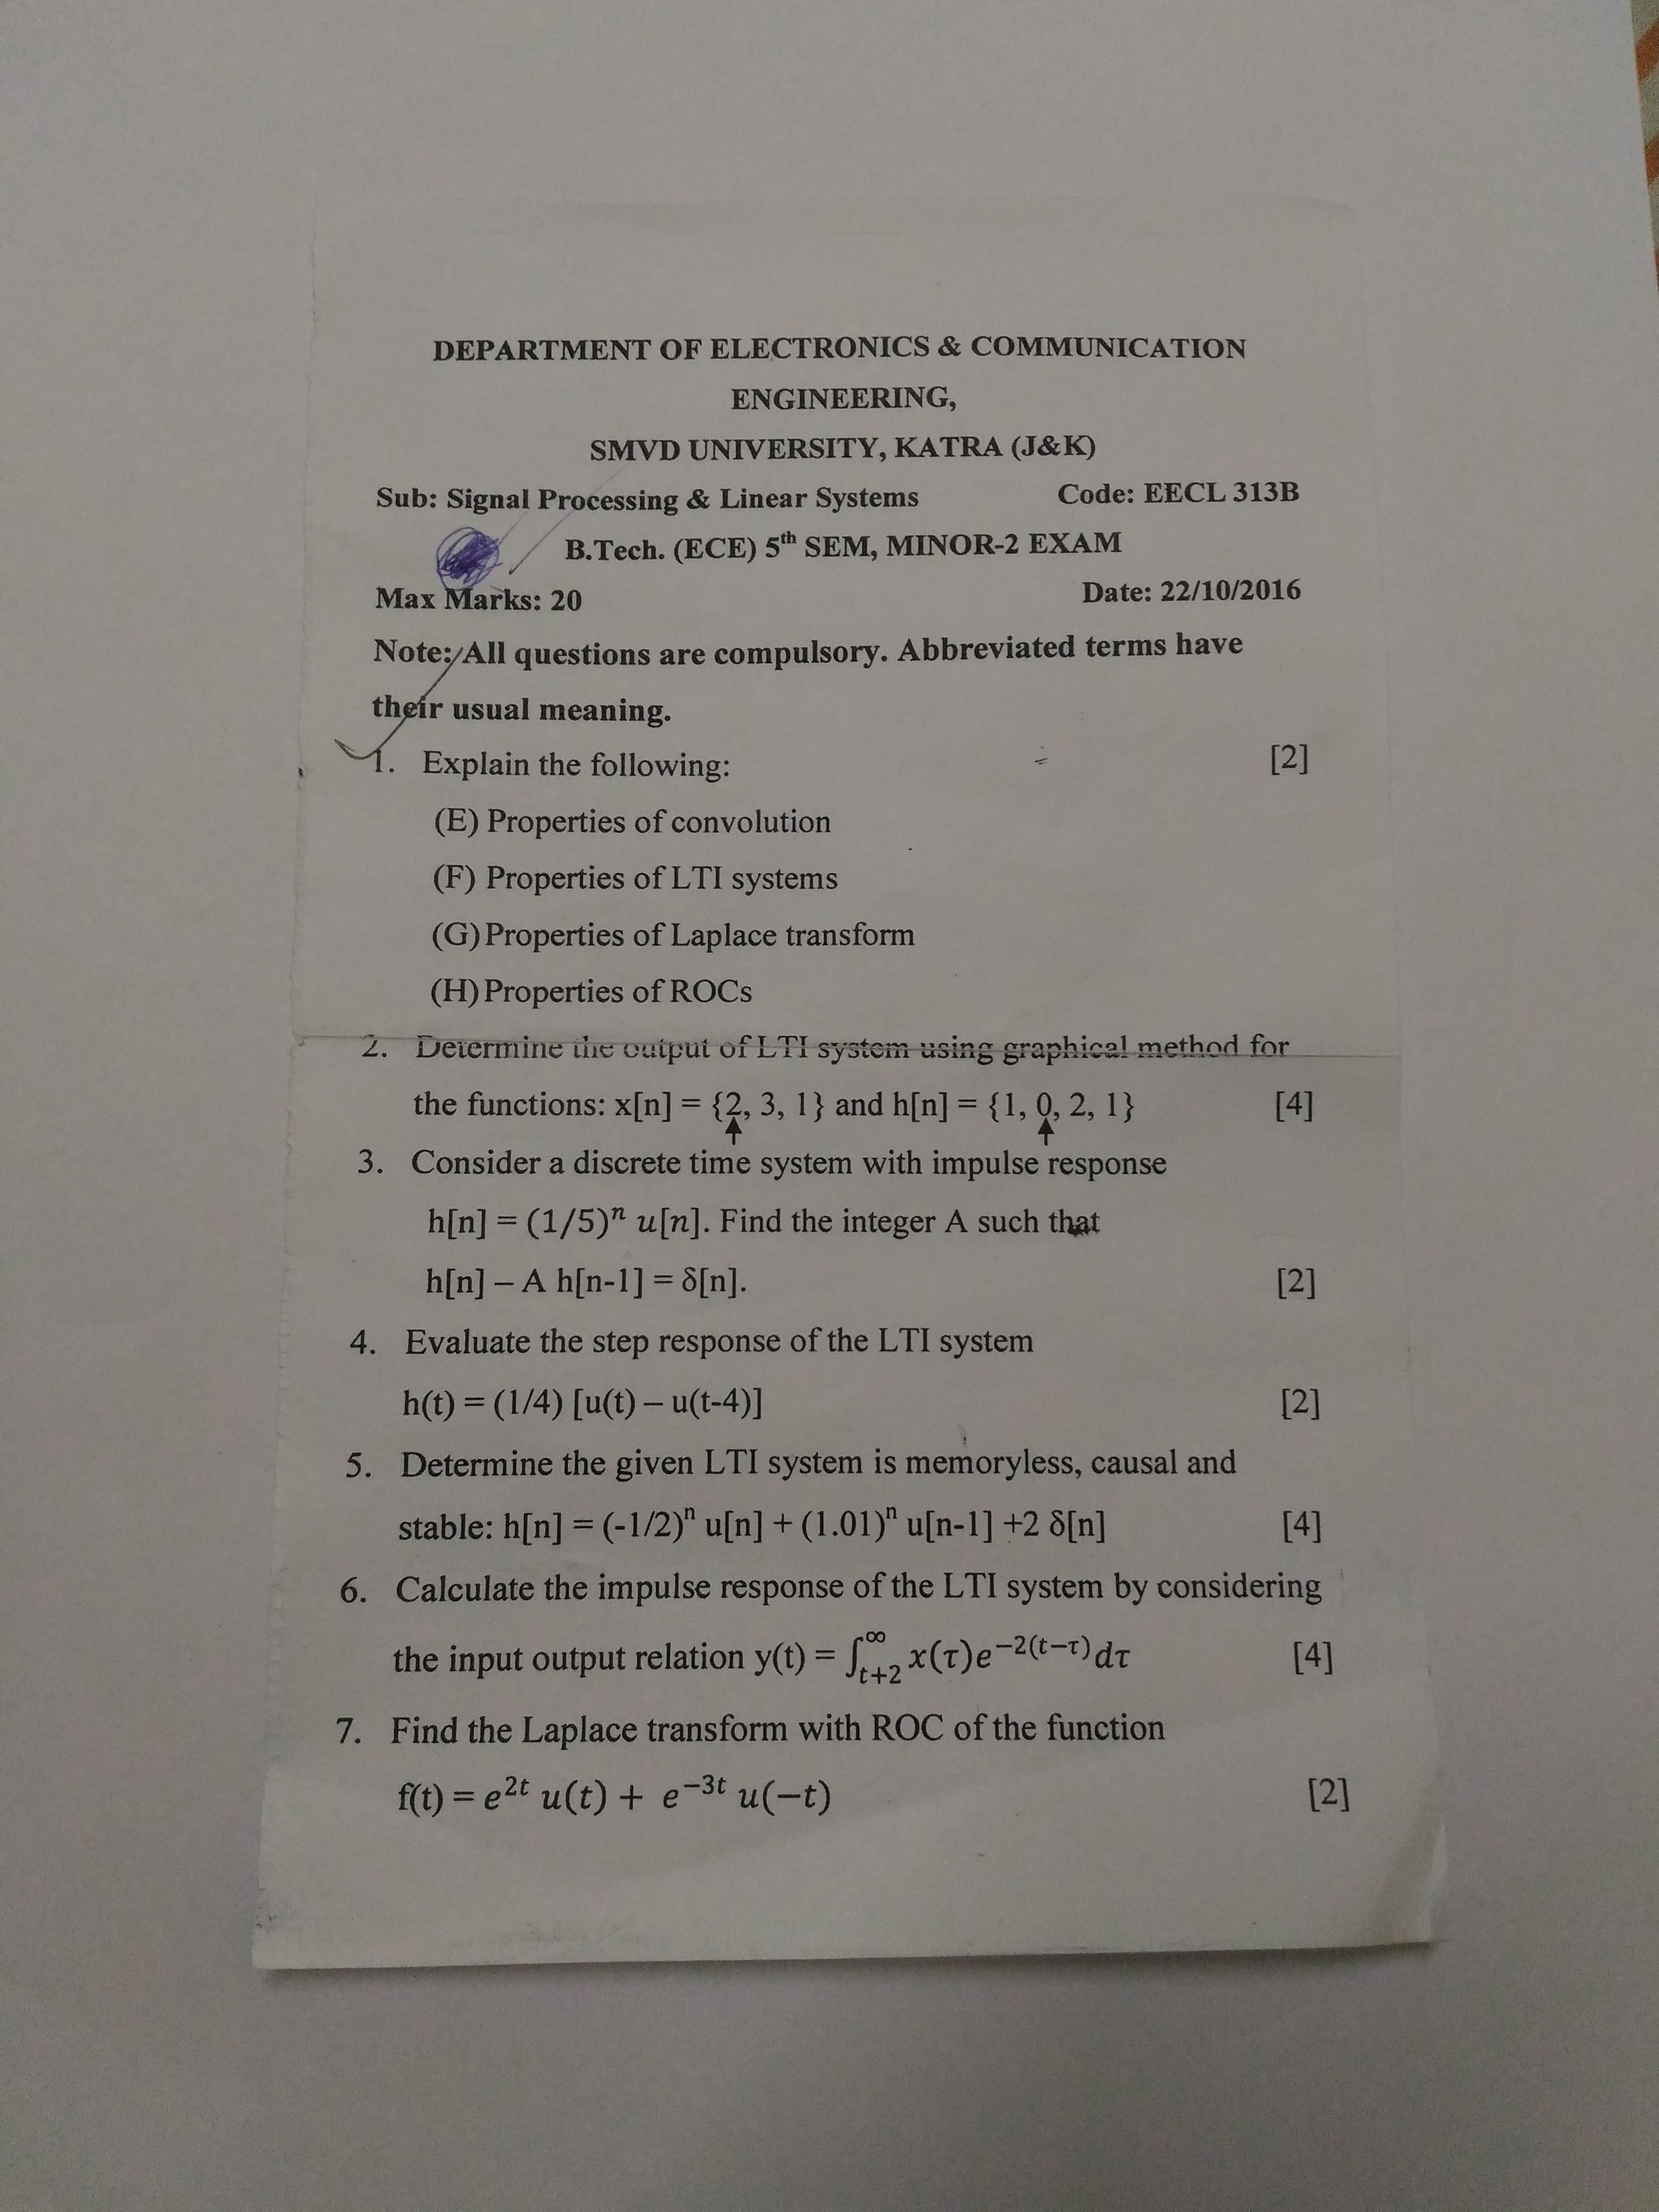 DEPARTMENT OF ELECTRONICS & COMMUNICATION
ENGINEERING,
SMVD UNIVERSITY, KATRA (J&K)
Sub: Signal Processing & Linear Systems Code: EECL 313B
B.Tech. (ECE) 5th SEM, MINOR-2 EXAM
Max Marks: 20 Date: 22/10/2016
Note: All questions are compulsory. Abbreviated terms have
their usual meaning.
1. Explain the following: [2]
(E) Properties of convolution
(F) Properties of LTI systems
(G) Properties of Laplace transform
(H) Properties of ROCs
2. Determine the output of LTI system using graphical method for
the functions: x[n] = {2, 3, 1} and h[n] = {1, 0, 2, 1} [4]
3. Consider a discrete time system with impulse response
h[n] = (1/5)ⁿ u[n]. Find the integer A such that
h[n] – A h[n-1] = δ[n]. [2]
4. Evaluate the step response of the LTI system
h(t) = (1/4) [u(t) – u(t-4)] [2]
5. Determine the given LTI system is memoryless, causal and
stable: h[n] = (-1/2)ⁿ u[n] + (1.01)ⁿ u[n-1] +2 δ[n] [4]
6. Calculate the impulse response of the LTI system by considering
the input output relation y(t) = ∫_{t+2}^{∞} x(τ)e^{−2(t−τ)}dτ [4]
7. Find the Laplace transform with ROC of the function
f(t) = e^{2t} u(t) + e^{−3t} u(−t) [2]